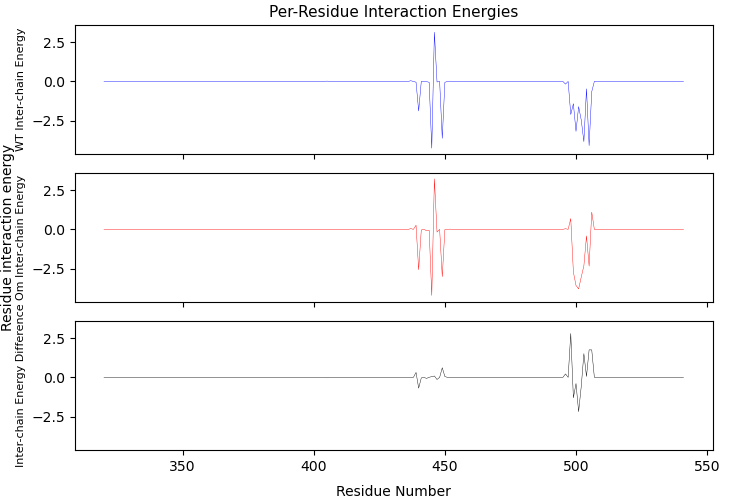 Per-Residue Interaction Energies
Residue interaction energy
WT Inter-chain Energy
2.5
0.0
−2.5
Om Inter-chain Energy
2.5
0.0
−2.5
Inter-chain Energy Difference
2.5
0.0
−2.5
350
400
450
500
550
Residue Number